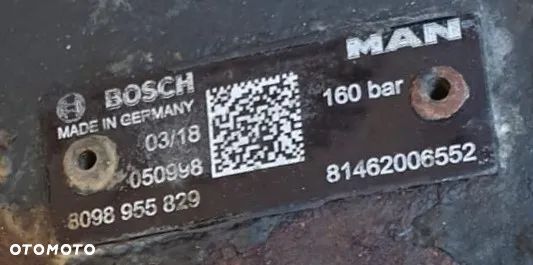 BOSCH
MAN
MADE IN GERMANY
03/18
160 bar
050998
81462006552
8098 955 829
OTOMOTO